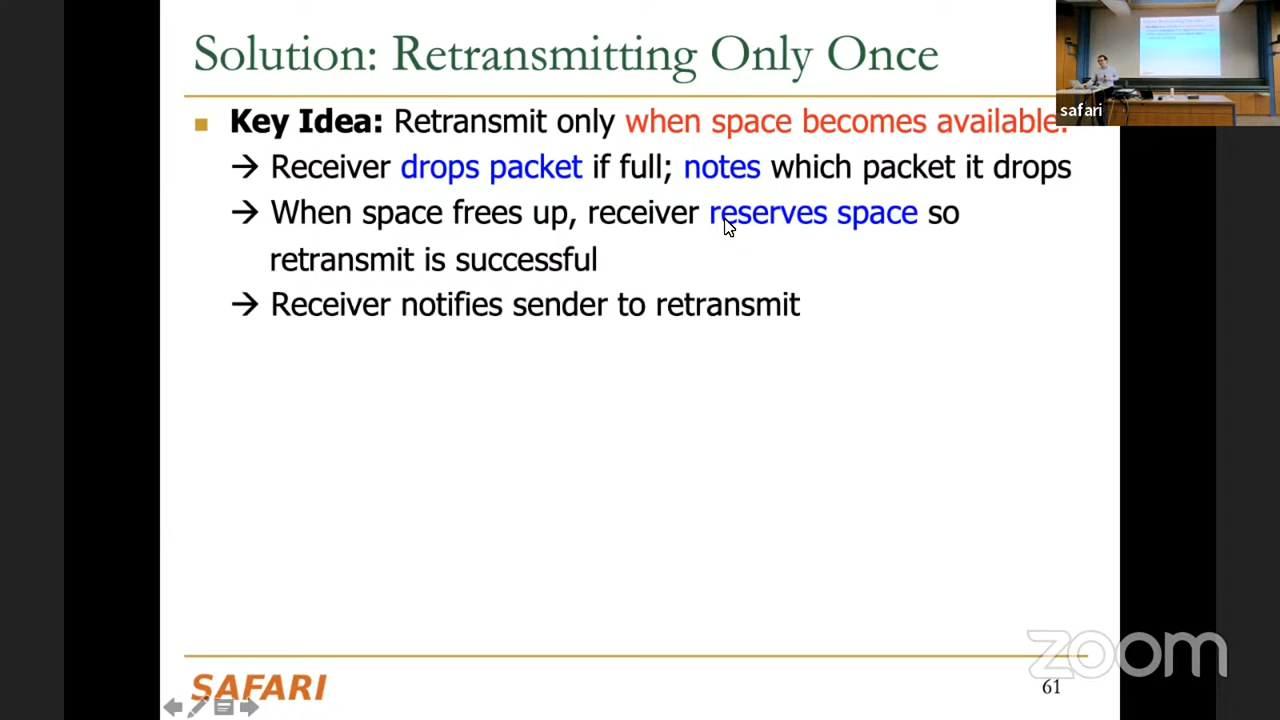 Solution: Retransmitting Only Once
safari
■ Key Idea: Retransmit only when space becomes available.
→ Receiver drops packet if full; notes which packet it drops
→ When space frees up, receiver reserves space so
retransmit is successful
→ Receiver notifies sender to retransmit
zoom
SAFARI
61